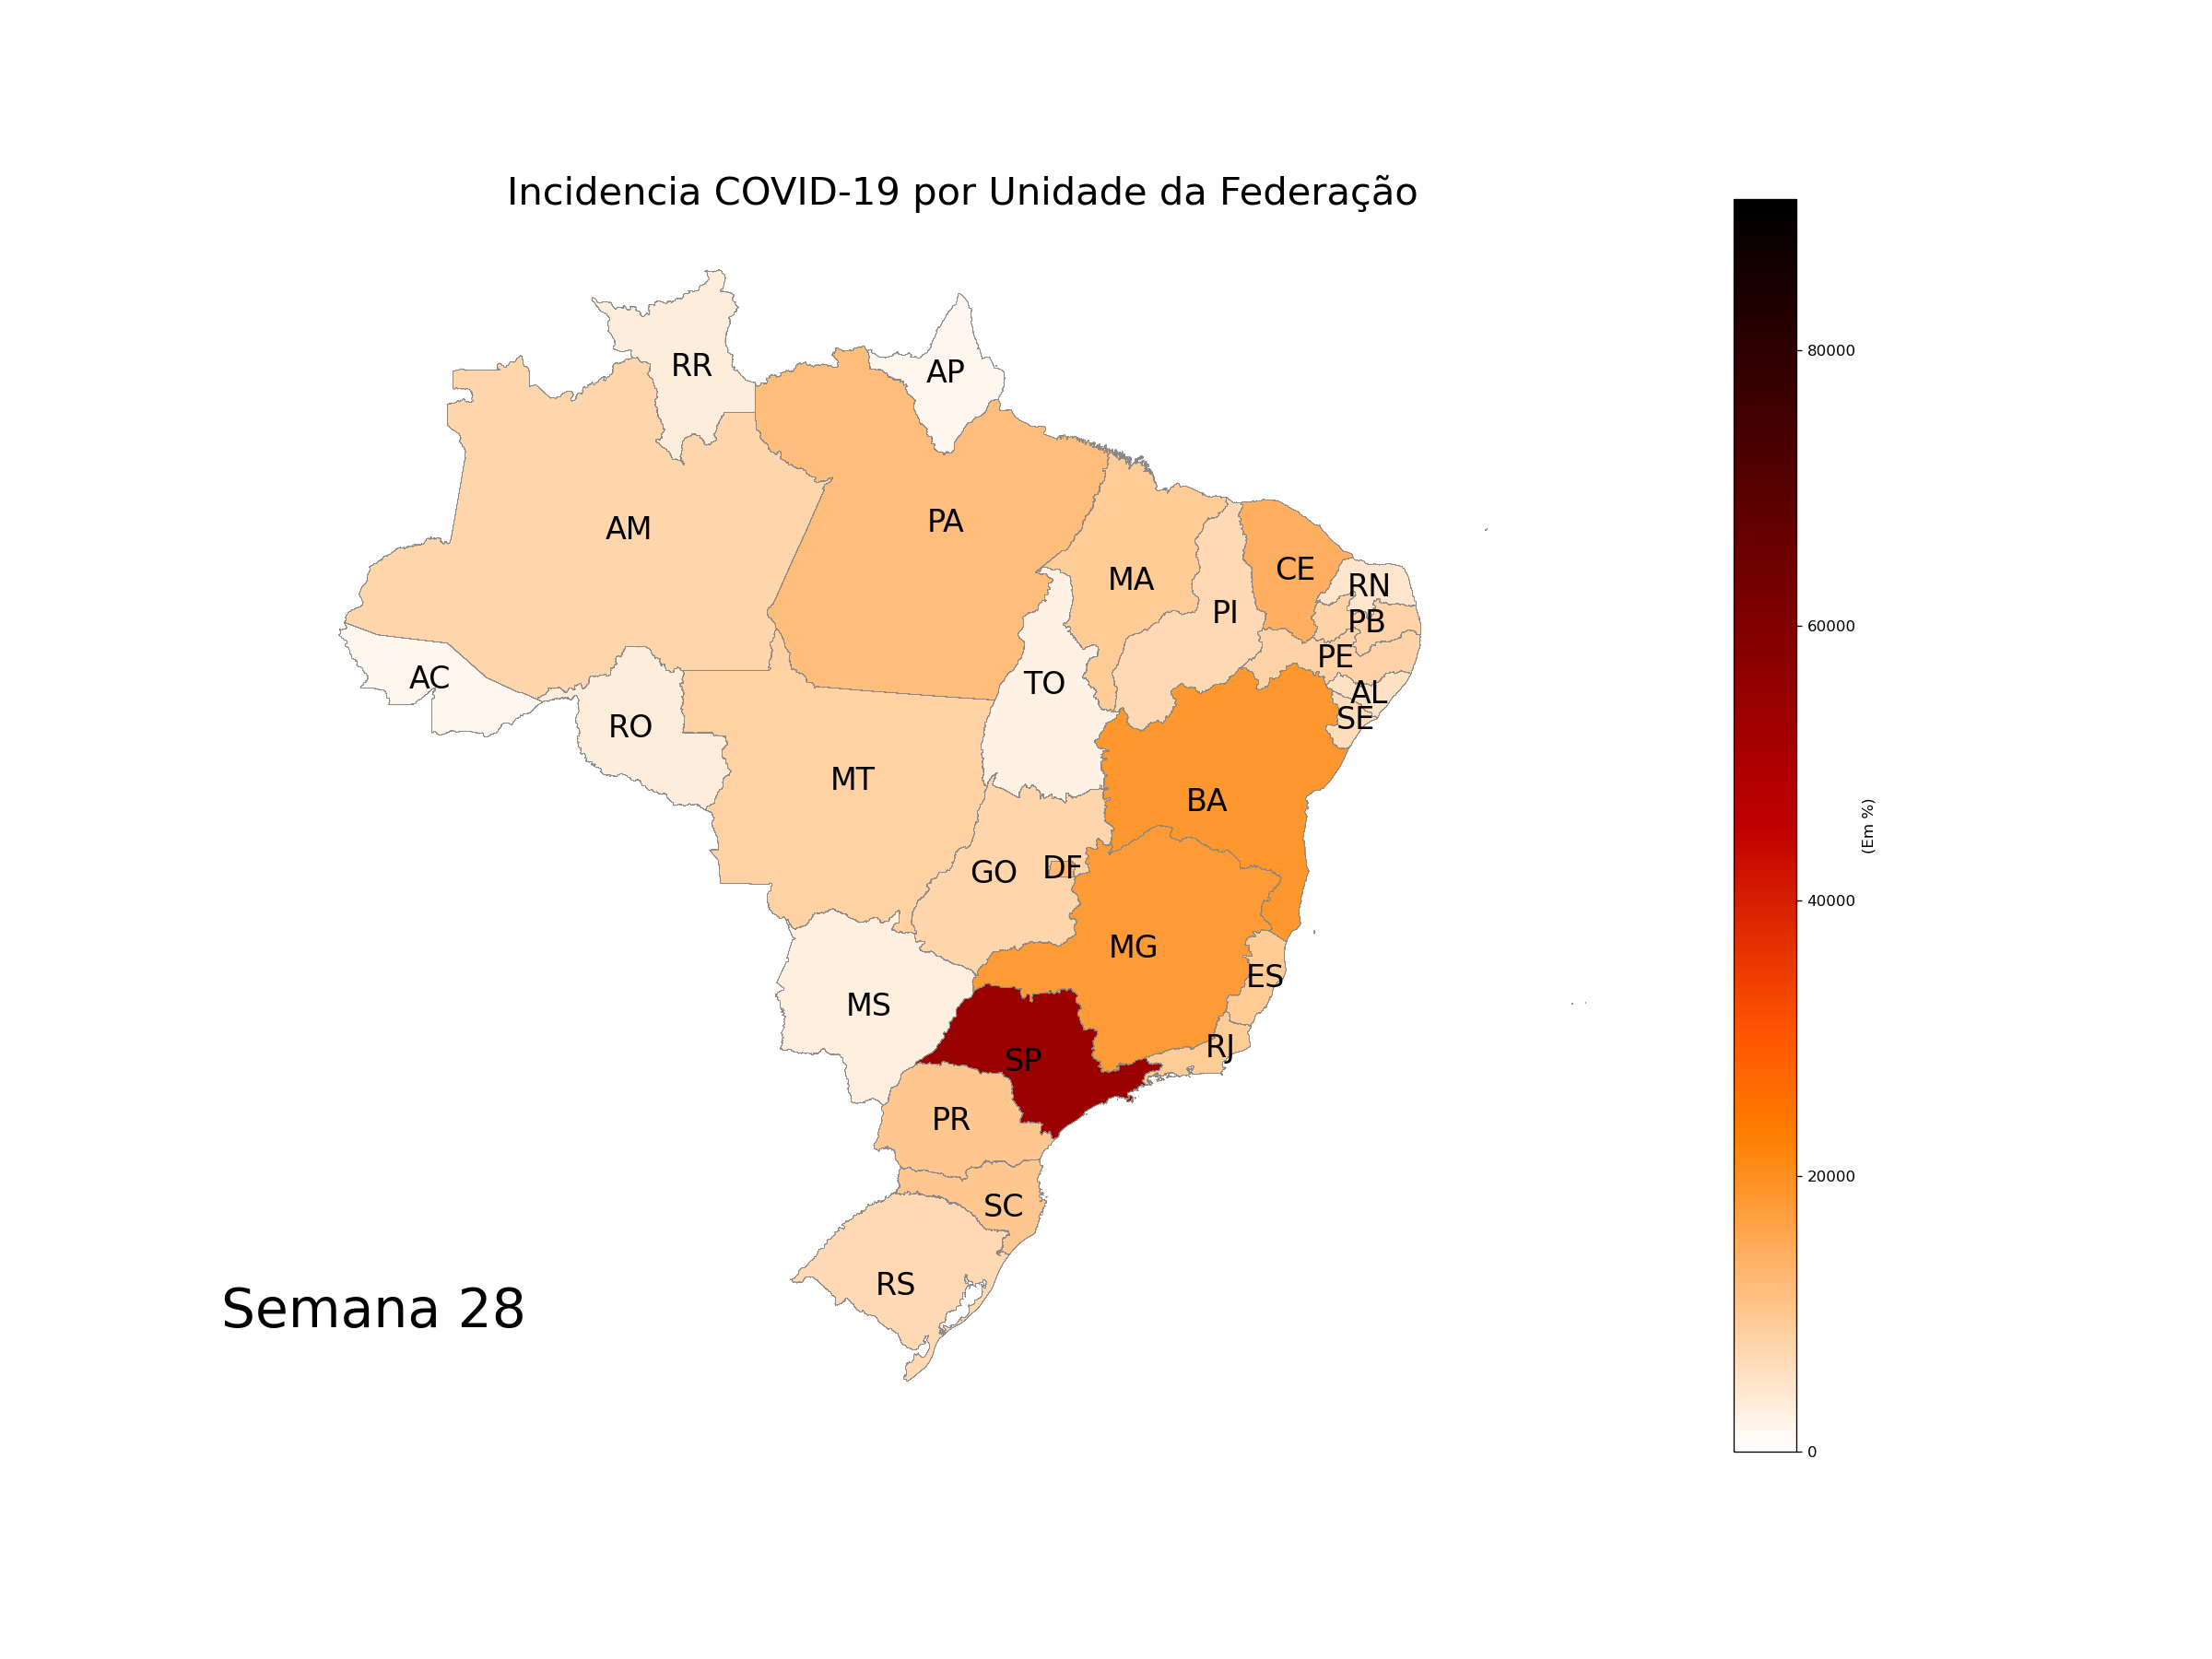 Incidencia COVID-19 por Unidade da Federação
RR
AP
AM
PA
MA
CE
PI
RN
PB
PE
AL
SE
AC
RO
TO
MT
BA
GO
DF
MG
ES
MS
RJ
SP
PR
SC
RS
Semana 28
80000
60000
40000
20000
0
(Em %)